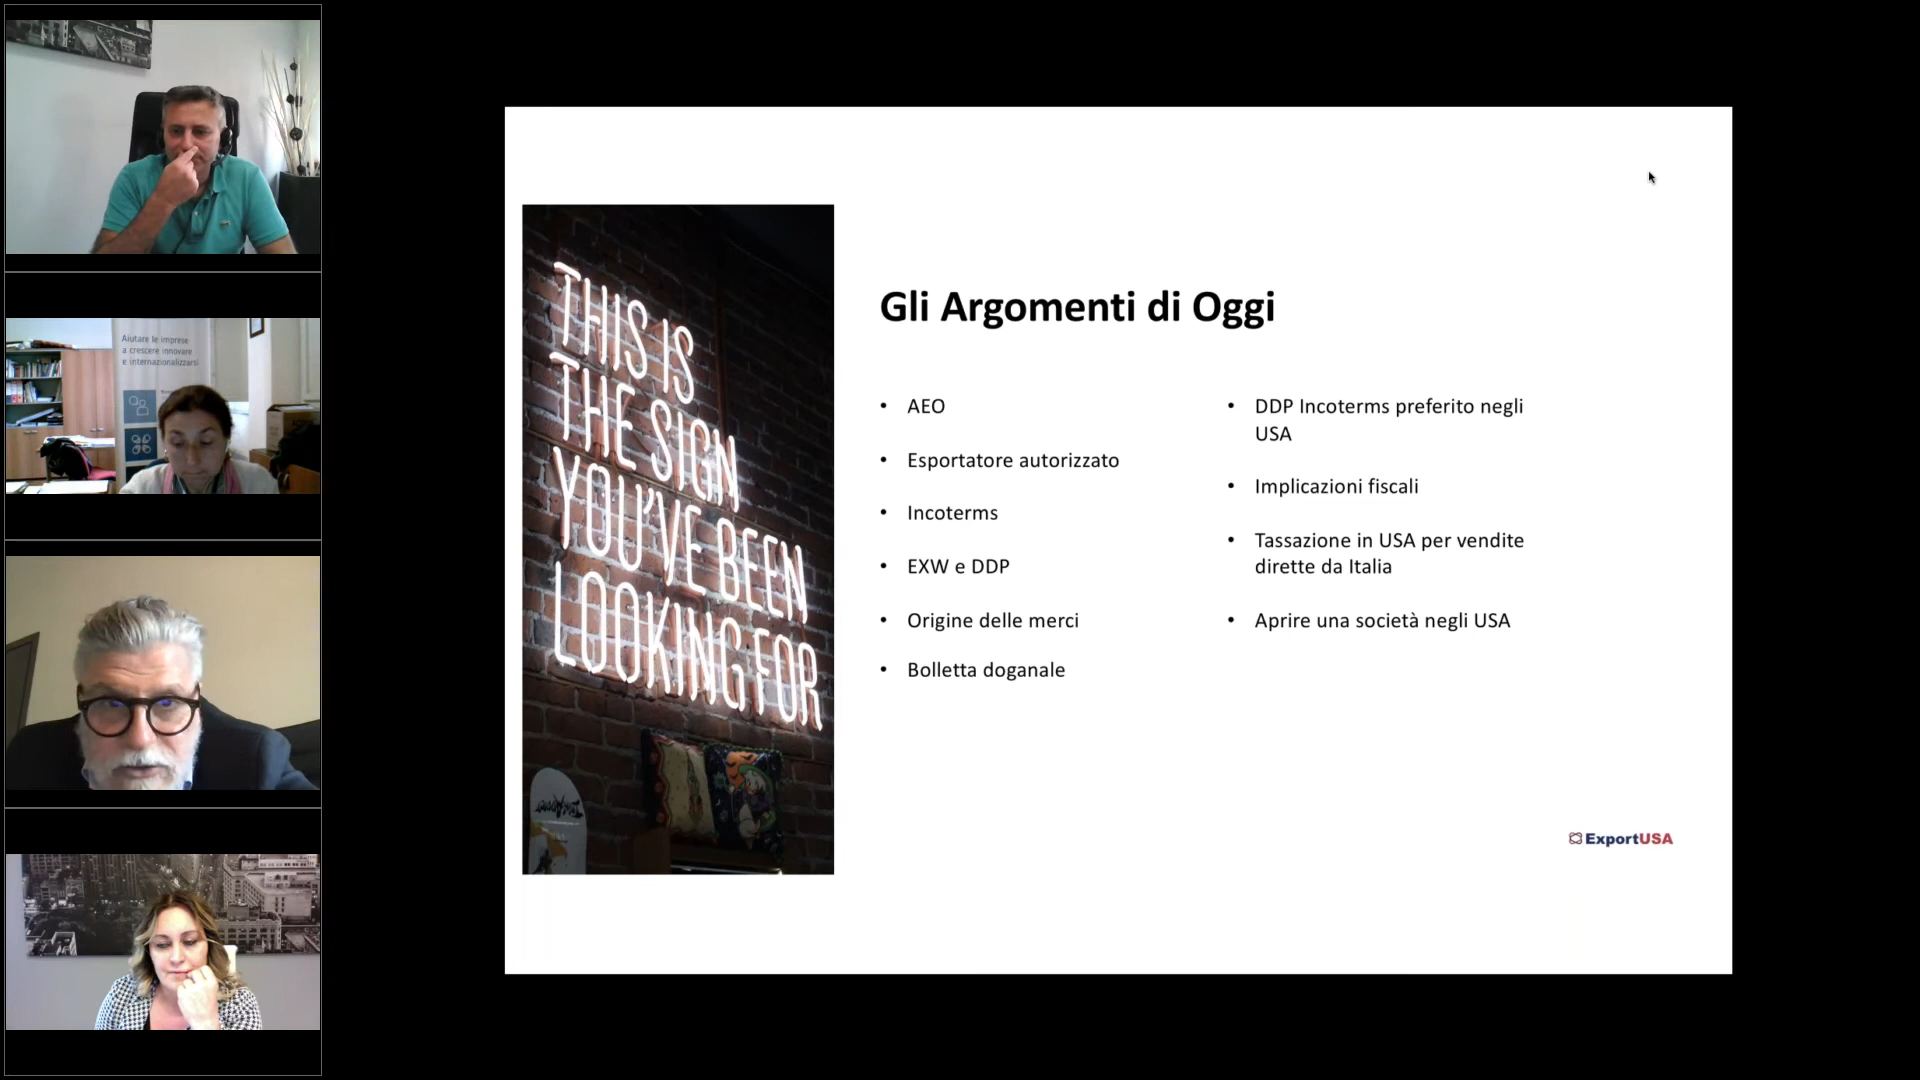 Aiutare le imprese
a crescere innovare
e internazionalizzarsi
THIS IS
THE SIGN
YOU'VE BEEN
LOOKING FOR
Gli Argomenti di Oggi
• AEO
• Esportatore autorizzato
• Incoterms
• EXW e DDP
• Origine delle merci
• Bolletta doganale
• DDP Incoterms preferito negli
USA
• Implicazioni fiscali
• Tassazione in USA per vendite
dirette da Italia
• Aprire una società negli USA
ExportUSA